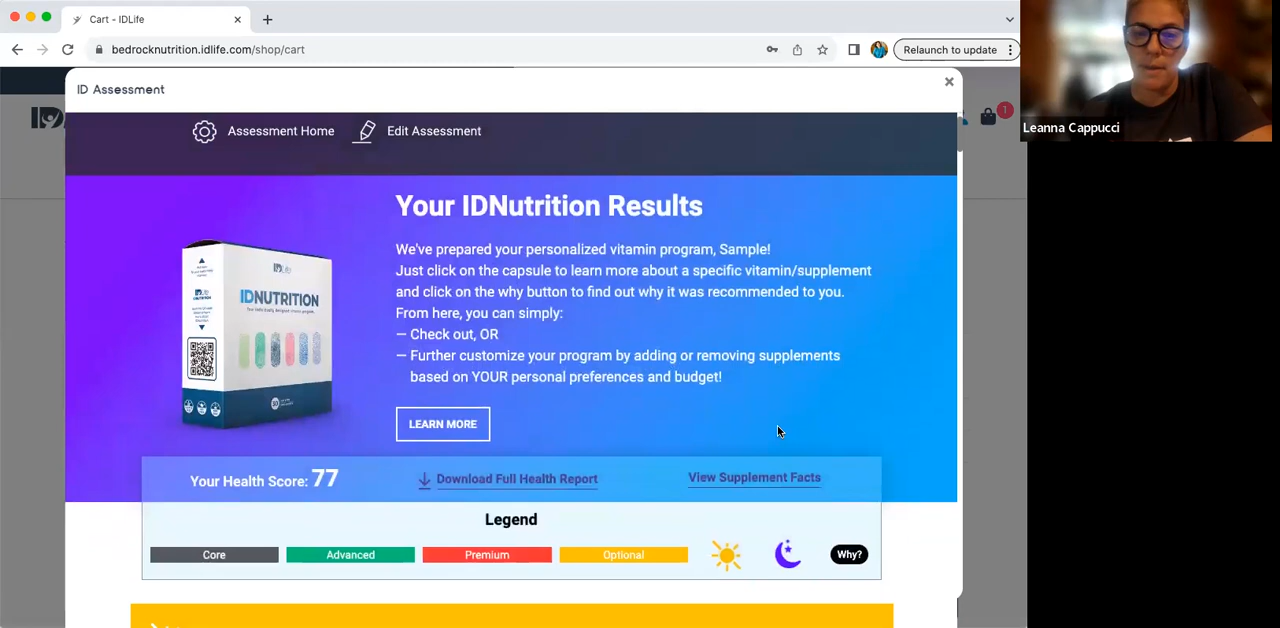 Cart - IDLife
bedrocknutrition.idlife.com/shop/cart
Relaunch to update
ID Assessment
1
Leanna Cappucci
Assessment Home
Edit Assessment
Your IDNutrition Results
We've prepared your personalized vitamin program, Sample!
Just click on the capsule to learn more about a specific vitamin/supplement
and click on the why button to find out why it was recommended to you.
From here, you can simply:
— Check out, OR
— Further customize your program by adding or removing supplements
based on YOUR personal preferences and budget!
LEARN MORE
IDLife
IDNUTRITION
Your Health Score: 77
Download Full Health Report
View Supplement Facts
Legend
Core
Advanced
Premium
Optional
Why?